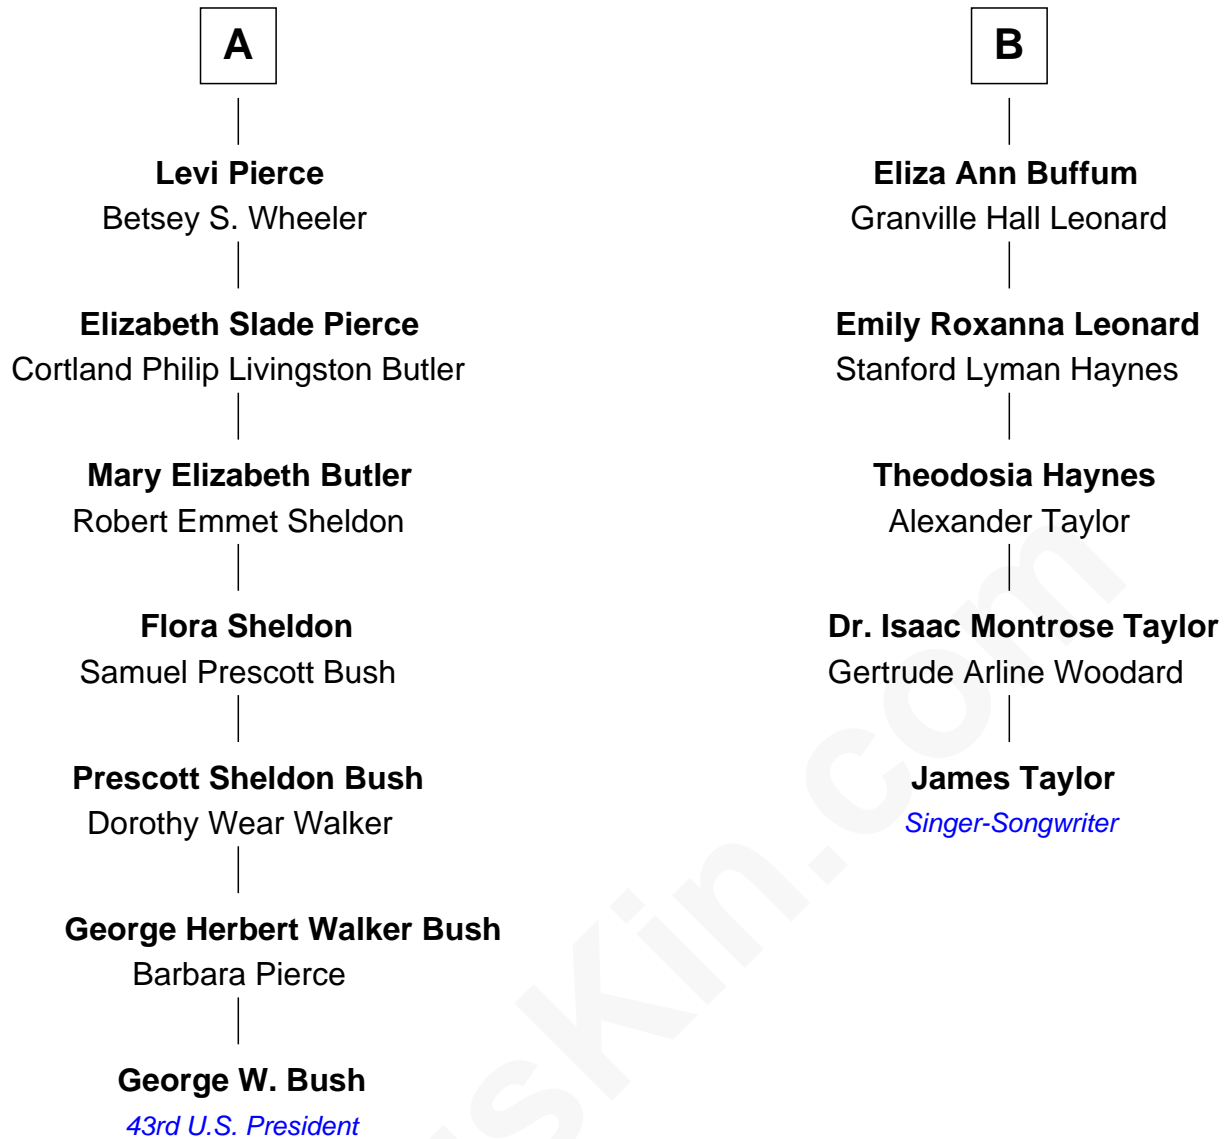 A
Levi Pierce
Betsey S. Wheeler
Elizabeth Slade Pierce
Cortland Philip Livingston Butler
Mary Elizabeth Butler
Robert Emmet Sheldon
Flora Sheldon
Samuel Prescott Bush
Prescott Sheldon Bush
Dorothy Wear Walker
George Herbert Walker Bush
Barbara Pierce
George W. Bush
43rd U.S. President
B
Eliza Ann Buffum
Granville Hall Leonard
Emily Roxanna Leonard
Stanford Lyman Haynes
Theodosia Haynes
Alexander Taylor
Dr. Isaac Montrose Taylor
Gertrude Arline Woodard
James Taylor
Singer-Songwriter
sKin.com